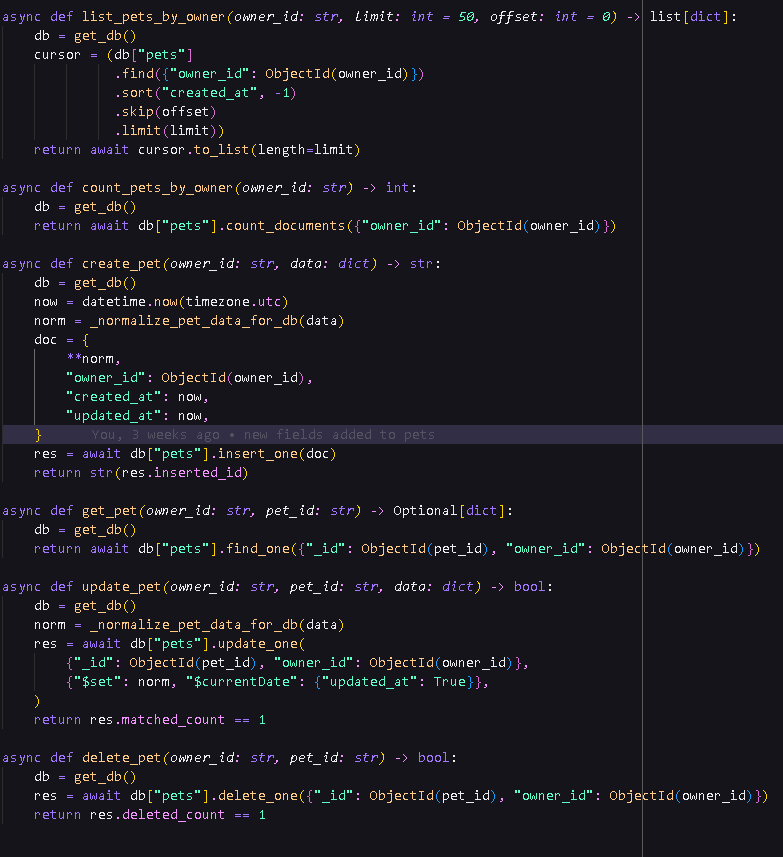 async def list_pets_by_owner(owner_id: str, limit: int = 50, offset: int = 0) -> list[dict]:
    db = get_db()
    cursor = (db["pets"]
              .find({"owner_id": ObjectId(owner_id)})
              .sort("created_at", -1)
              .skip(offset)
              .limit(limit))
    return await cursor.to_list(length=limit)

async def count_pets_by_owner(owner_id: str) -> int:
    db = get_db()
    return await db["pets"].count_documents({"owner_id": ObjectId(owner_id)})

async def create_pet(owner_id: str, data: dict) -> str:
    db = get_db()
    now = datetime.now(timezone.utc)
    norm = _normalize_pet_data_for_db(data)
    doc = {
        **norm,
        "owner_id": ObjectId(owner_id),
        "created_at": now,
        "updated_at": now,
    }      You, 3 weeks ago • new fields added to pets
    res = await db["pets"].insert_one(doc)
    return str(res.inserted_id)

async def get_pet(owner_id: str, pet_id: str) -> Optional[dict]:
    db = get_db()
    return await db["pets"].find_one({"_id": ObjectId(pet_id), "owner_id": ObjectId(owner_id)})

async def update_pet(owner_id: str, pet_id: str, data: dict) -> bool:
    db = get_db()
    norm = _normalize_pet_data_for_db(data)
    res = await db["pets"].update_one(
        {"_id": ObjectId(pet_id), "owner_id": ObjectId(owner_id)},
        {"$set": norm, "$currentDate": {"updated_at": True}},
    )
    return res.matched_count == 1

async def delete_pet(owner_id: str, pet_id: str) -> bool:
    db = get_db()
    res = await db["pets"].delete_one({"_id": ObjectId(pet_id), "owner_id": ObjectId(owner_id)})
    return res.deleted_count == 1